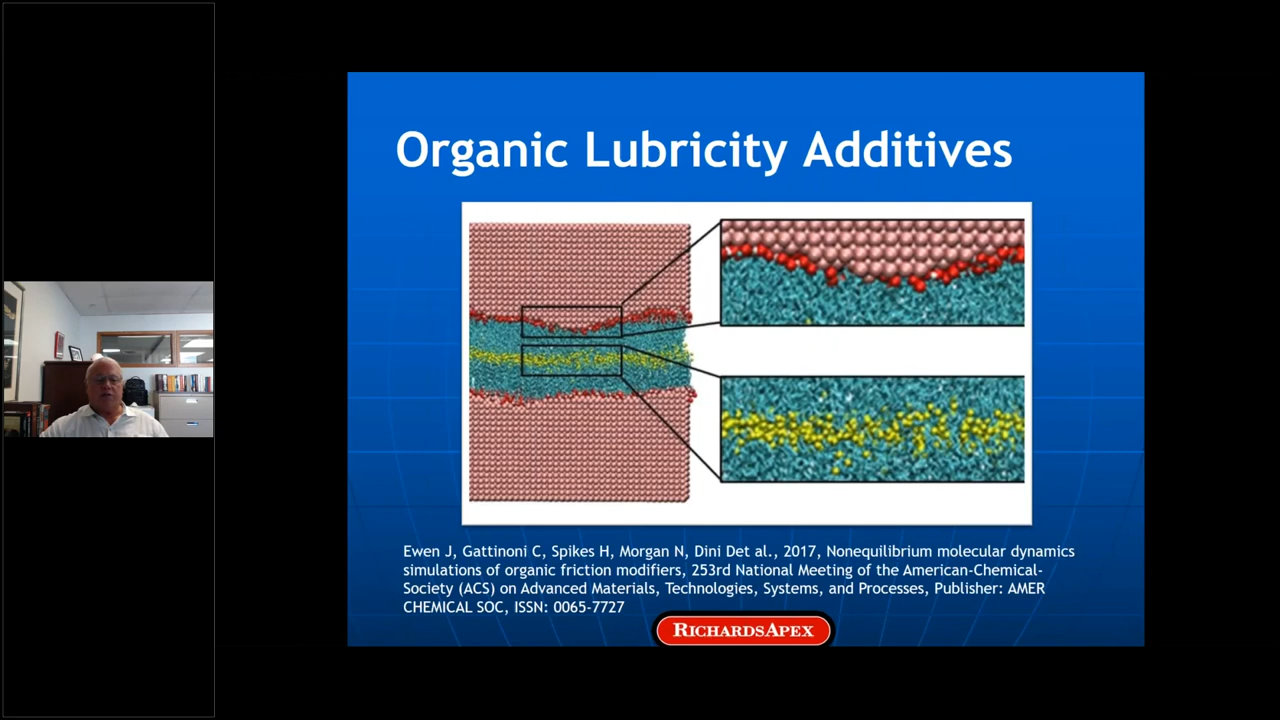 Organic Lubricity Additives
Ewen J, Gattinoni C, Spikes H, Morgan N, Dini Det al., 2017, Nonequilibrium molecular dynamics
simulations of organic friction modifiers, 253rd National Meeting of the American-Chemical-
Society (ACS) on Advanced Materials, Technologies, Systems, and Processes, Publisher: AMER
CHEMICAL SOC, ISSN: 0065-7727
RICHARDSAPEX